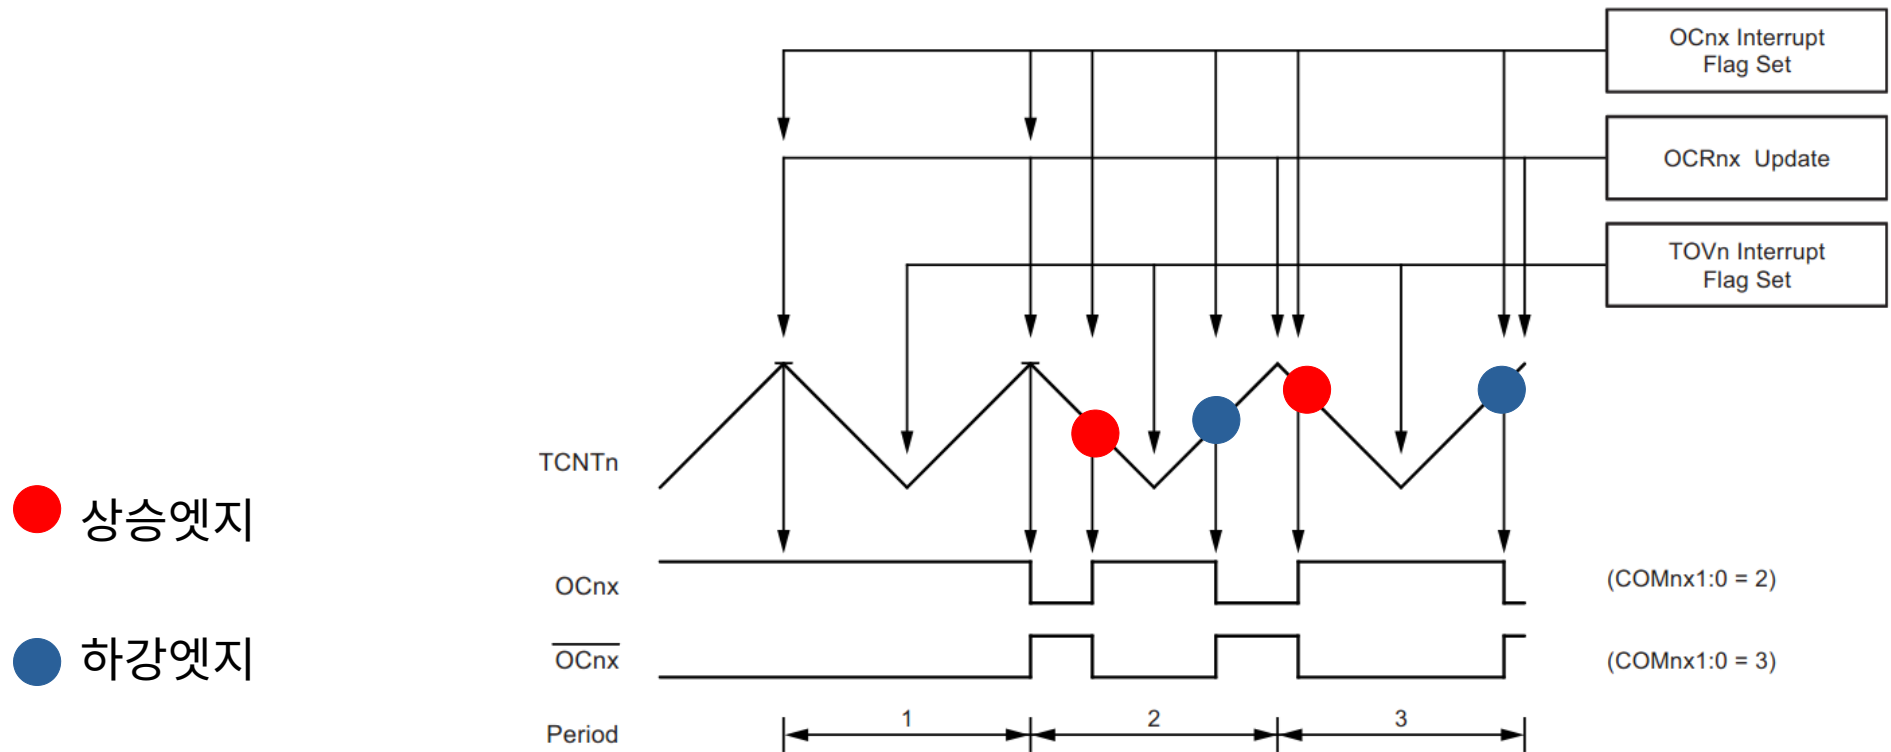 OCnx Interrupt
Flag Set
OCRnx Update
TOVn Interrupt
Flag Set
TCNTn
상승엣지
OCnx
(COMnx1:0 = 2)
하강엣지
OCnx
(COMnx1:0 = 3)
Period
1
2
3